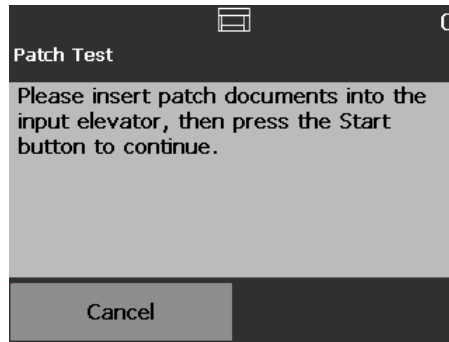 Patch Test
Please insert patch documents into the
input elevator, then press the Start
button to continue.
Cancel